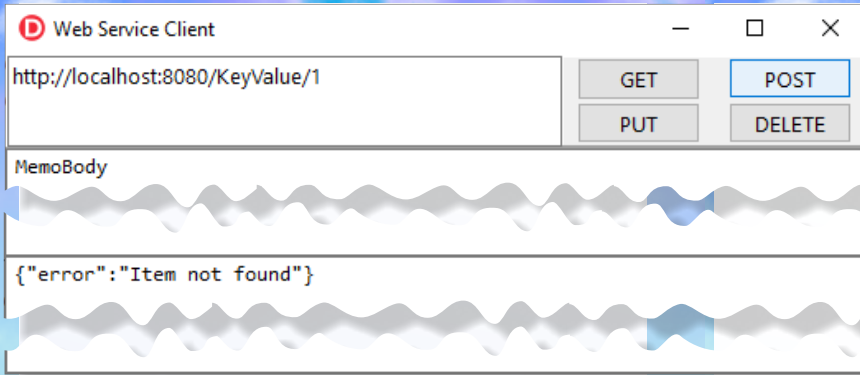 D Web Service Client
http://localhost:8080/KeyValue/1
GET POST
PUT DELETE
MemoBody
{"error":"Item not found"}